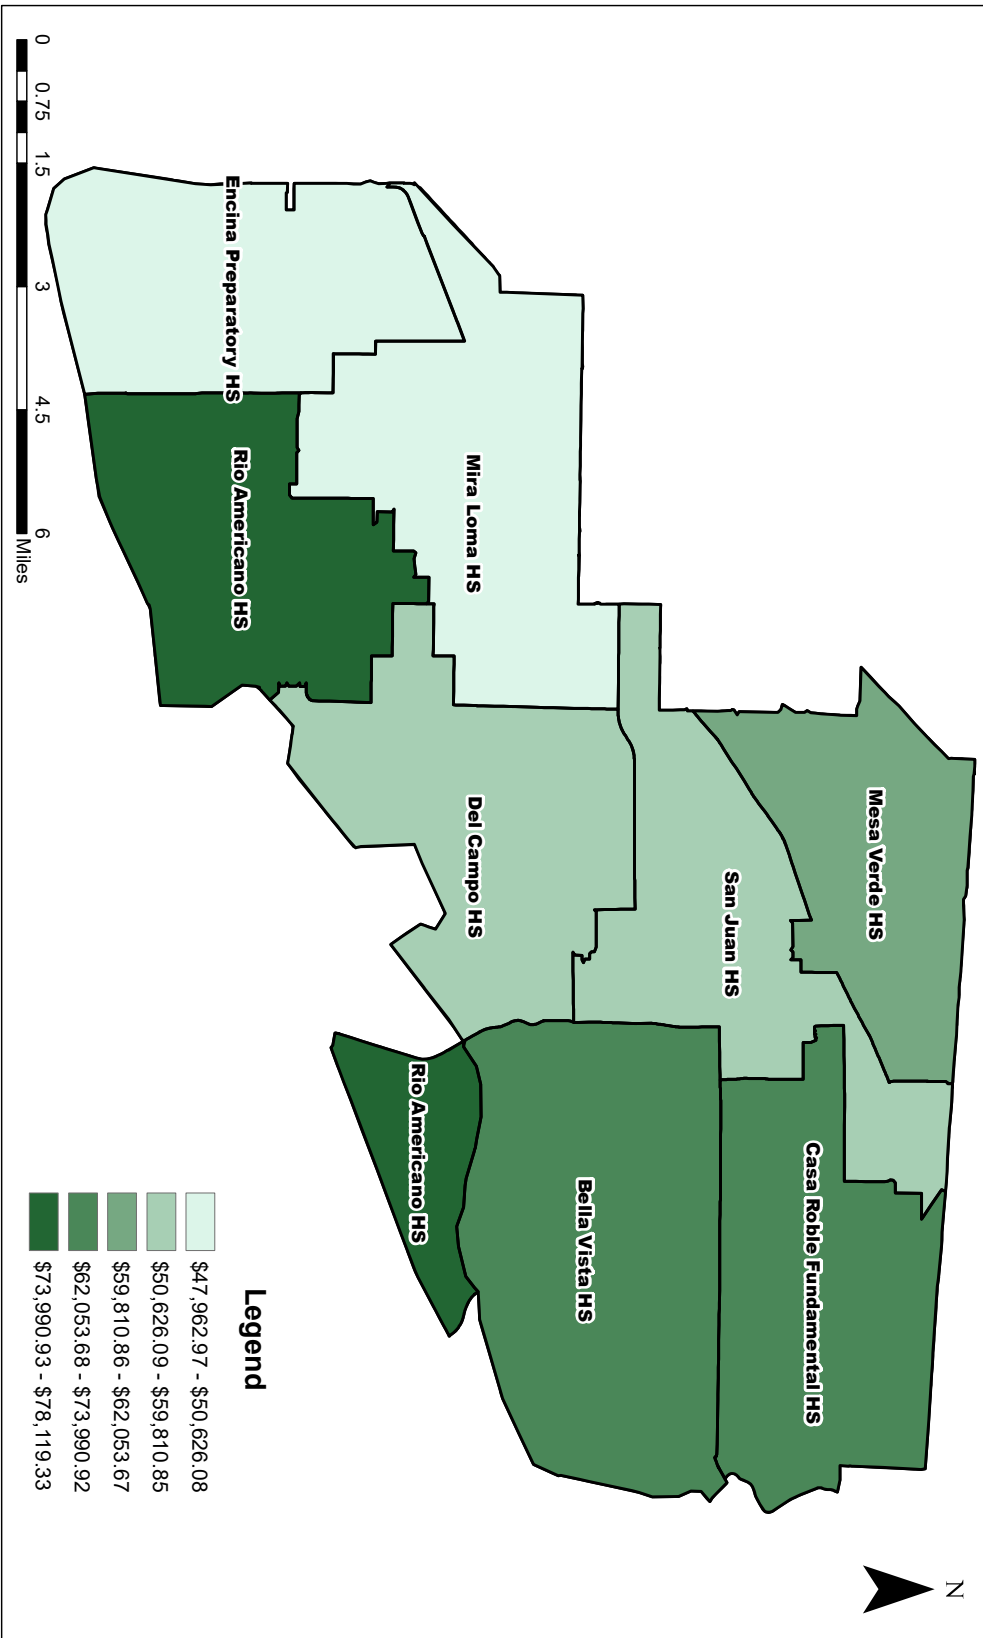 N
Mesa Verde HS
Casa Roble Fundamental HS
San Juan HS
Mira Loma HS
Del Campo HS
Bella Vista HS
Rio Americano HS
Encina Preparatory HS
Rio Americano HS
Legend
$47,962.97 - $50,626.08
$50,626.09 - $59,810.85
$59,810.86 - $62,053.67
$62,053.68 - $73,990.92
$73,990.93 - $78,119.33
0 0.75 1.5 3 4.5 6
Miles